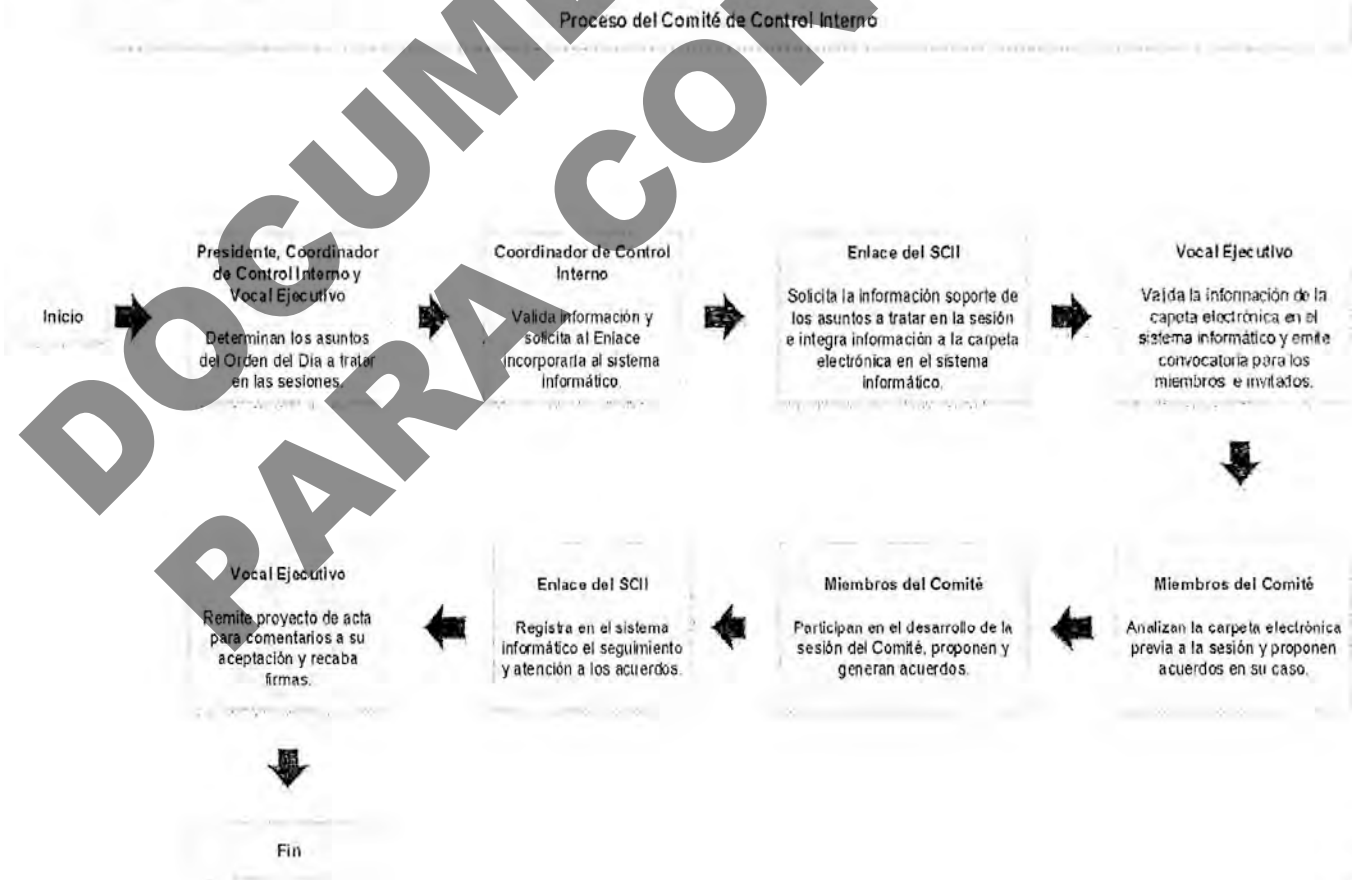 Proceso del Comité de Control Interno
DOCUME
PARA CON
Inicio
Presidente, Coordinador
de Control Interno y
Vocal Ejecutivo
Determinan los asuntos
del Orden del Día a tratar
en las sesiones.
Coordinador de Control
Interno
Valida información y
solicita al Enlace
incorporarla al sistema
informático.
Enlace del SCII
Solicita la información soporte de
los asuntos a tratar en la sesión
e integra información a la carpeta
electrónica en el sistema
informático.
Vocal Ejecutivo
Valida la información de la
capeta electrónica en el
sistema informático y emite
convocatoria para los
miembros e invitados.
Miembros del Comité
Analizan la carpeta electrónica
previa a la sesión y proponen
acuerdos en su caso.
Miembros del Comité
Participan en el desarrollo de la
sesión del Comité, proponen y
generan acuerdos.
Enlace del SCII
Registra en el sistema
informático el seguimiento
y atención a los acuerdos.
Vocal Ejecutivo
Remite proyecto de acta
para comentarios a su
aceptación y recaba
firmas.
Fin